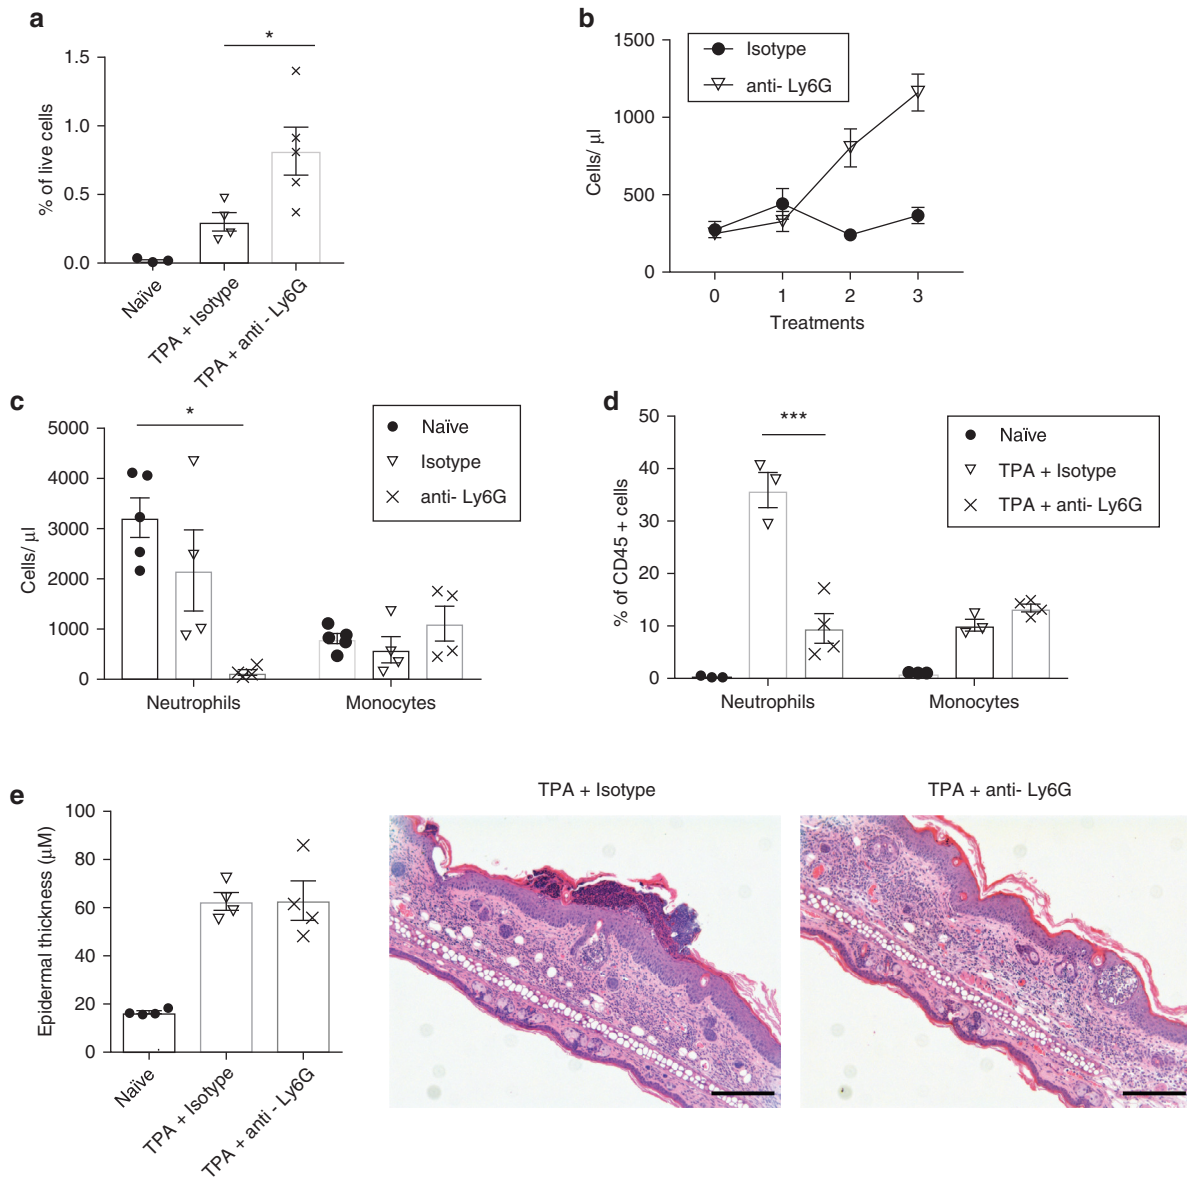 a
*
1.5
1.0
0.5
0.0
% of live cells
Naïve
TPA + Isotype
TPA + anti - Ly6G
b
Isotype
anti- Ly6G
1500
1000
500
0
Cells/ µl
0 1 2 3
Treatments
c
*
Naïve
Isotype
anti- Ly6G
5000
4000
3000
2000
1000
0
Cells/ µl
Neutrophils Monocytes
d
***
Naïve
TPA + Isotype
TPA + anti- Ly6G
50
40
30
20
10
0
% of CD45 + cells
Neutrophils Monocytes
e
100
80
60
40
20
0
Epidermal thickness (µM)
Naïve
TPA + Isotype
TPA + anti - Ly6G
TPA + Isotype
TPA + anti- Ly6G